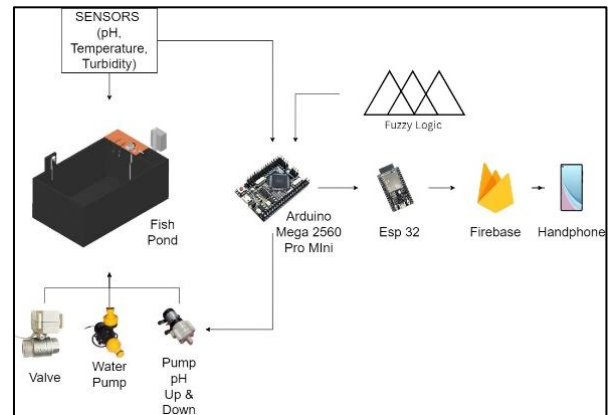 SENSORS
(pH,
Temperature,
Turbidity)
Fuzzy Logic
Fish
Pond
Arduino
Mega 2560
Pro MIni
Esp 32
Firebase
Handphone
Valve
Water
Pump
Pump
pH
Up &
Down